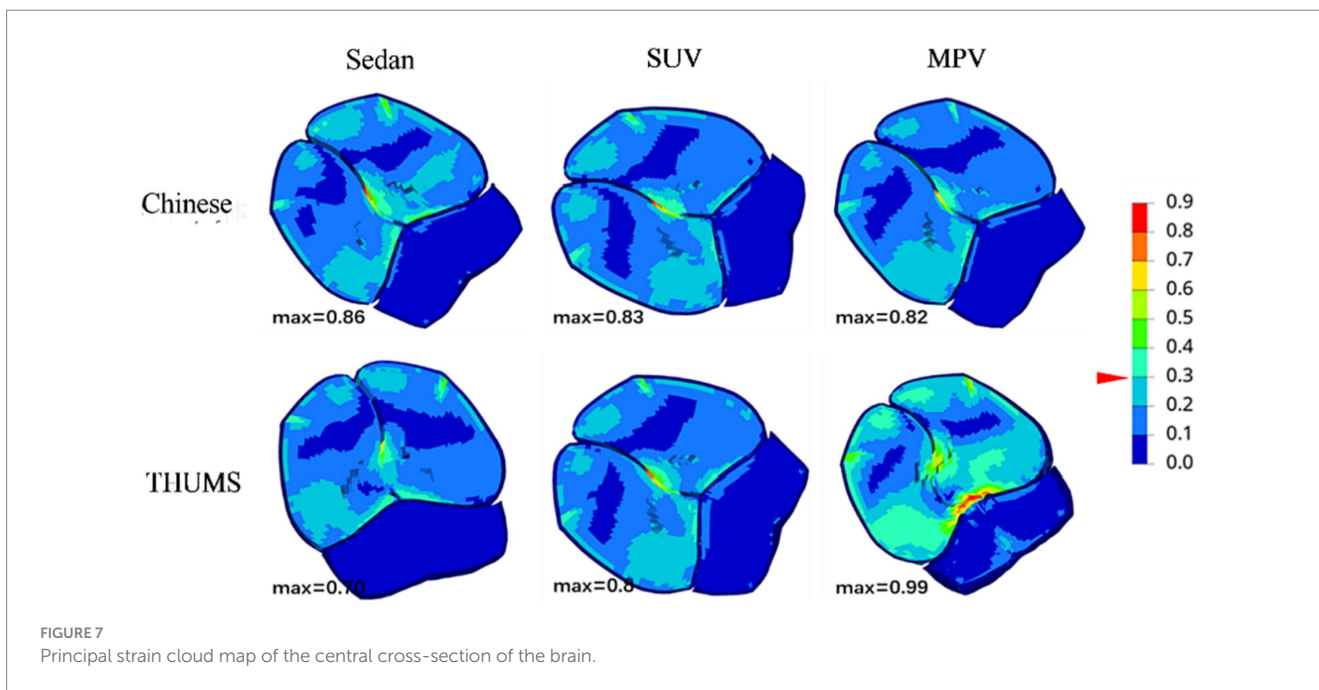 Sedan SUV MPV
Chinese
max=0.86 max=0.83 max=0.82
THUMS
max=0.70 max=0.8 max=0.99
0.9
0.8
0.7
0.6
0.5
0.4
0.3
0.2
0.1
0.0
FIGURE 7
Principal strain cloud map of the central cross-section of the brain.